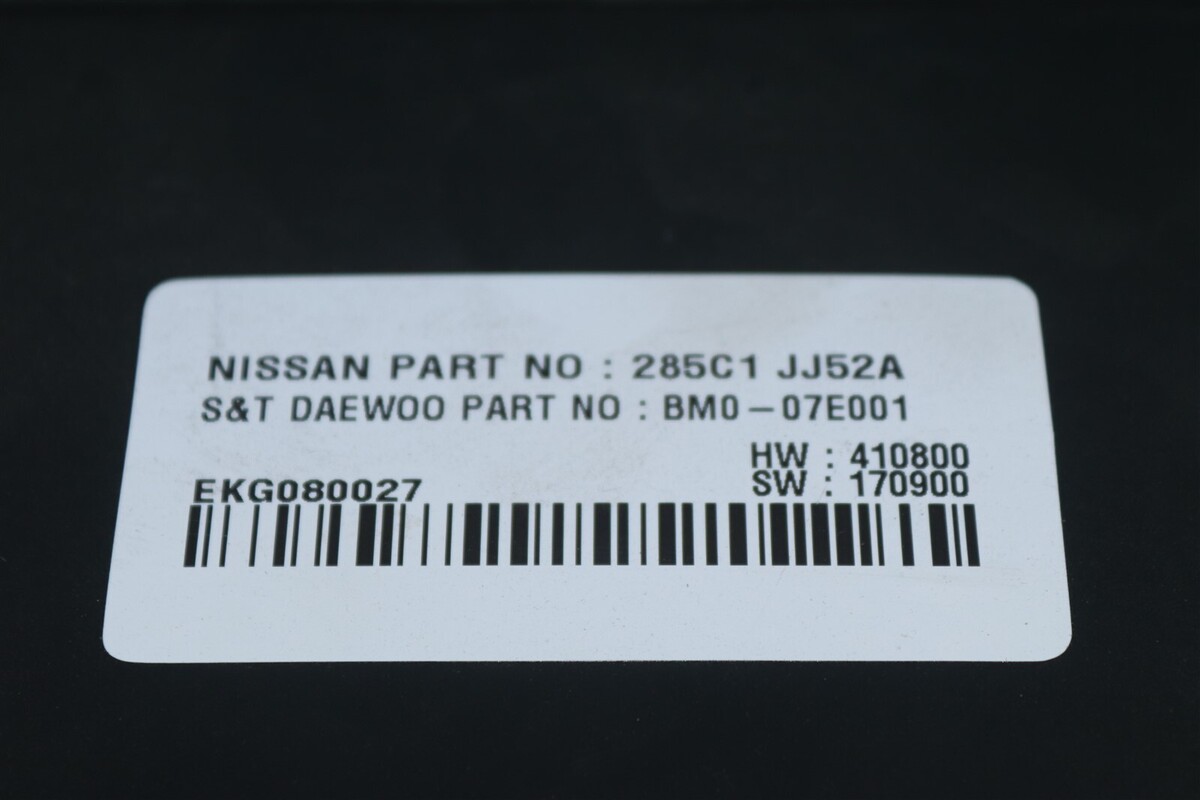 NISSAN PART NO : 285C1 JJ52A
S&T DAEWOO PART NO : BM0-07E001
HW : 410800
SW : 170900
EKG080027